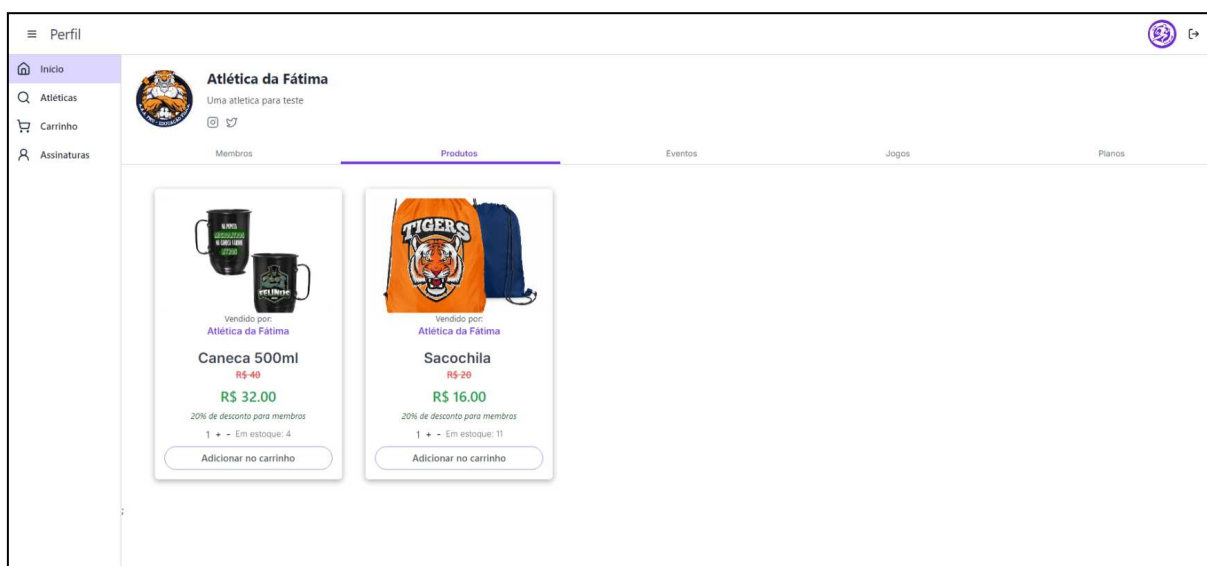 Perfil
Inicio
Atléticas
Carrinho
Assinaturas
Atlética da Fátima
Uma atletica para teste
Membros
Produtos
Eventos
Jogos
Planos
Vendido por:
Atlética da Fátima
Caneca 500ml
R$ 40
R$ 32.00
20% de desconto para membros
1 + - Em estoque: 4
Adicionar no carrinho
TIGERS
Vendido por:
Atlética da Fátima
Sacochila
R$ 20
R$ 16.00
20% de desconto para membros
1 + - Em estoque: 11
Adicionar no carrinho
;